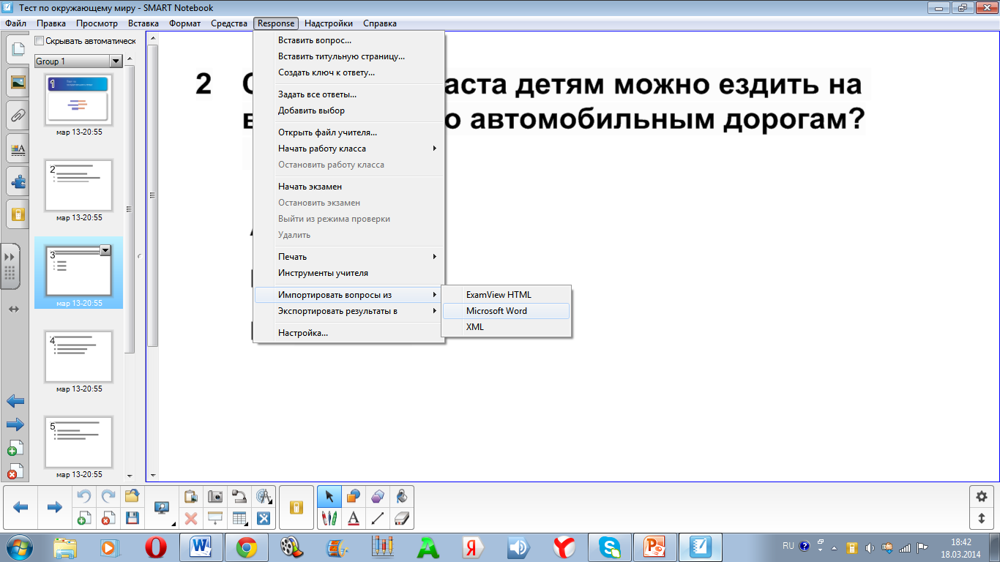 Тест по окружающему миру - SMART Notebook
Файл Правка Просмотр Вставка Формат Средства Response Надстройки Справка
Скрывать автоматическ
Group 1
1
мар 13-20:55
2
мар 13-20:55
3
мар 13-20:55
4
мар 13-20:55
5
мар 13-20:55
Вставить вопрос...
Вставить титульную страницу...
Создать ключ к ответу...
Задать все ответы...
Добавить выбор
Открыть файл учителя...
Начать работу класса
Остановить работу класса
Начать экзамен
Остановить экзамен
Выйти из режима проверки
Удалить
Печать
Инструменты учителя
Импортировать вопросы из
Экспортировать результаты в
Настройка...
ExamView HTML
Microsoft Word
XML
2 С аста детям можно ездить на
в о автомобильным дорогам?
RU
18:42
18.03.2014